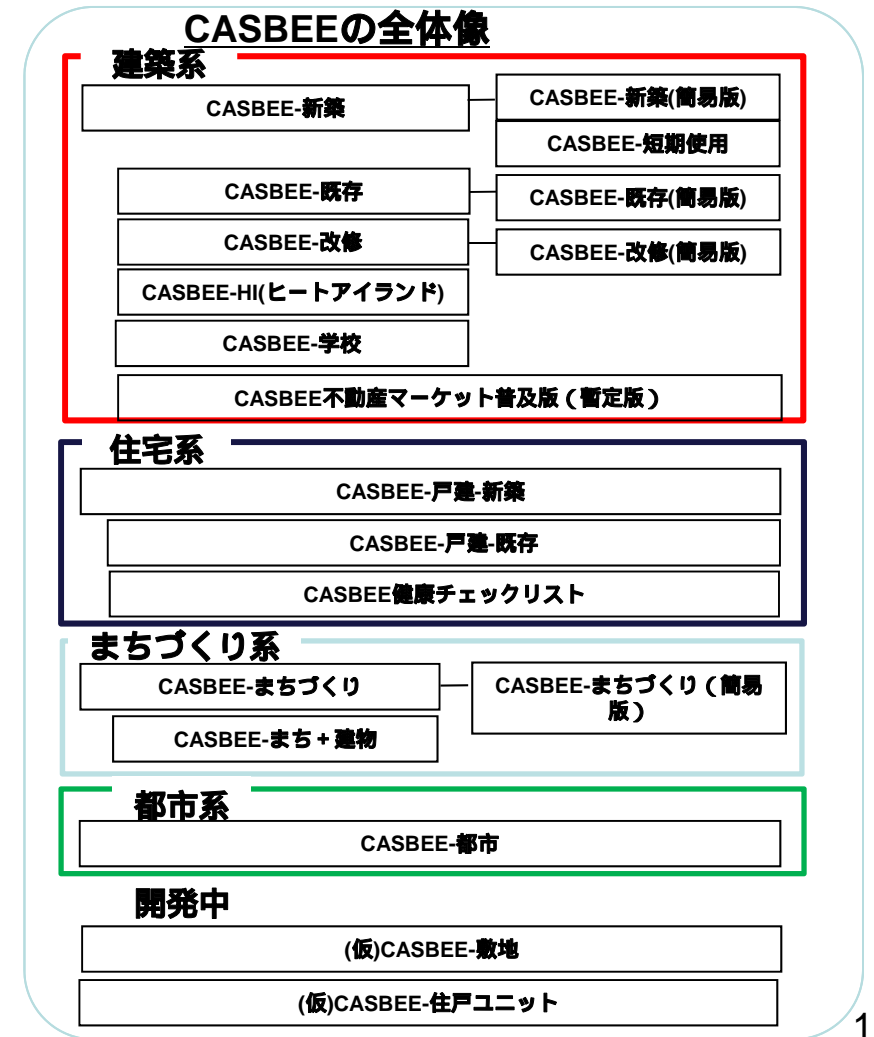 CASBEEの全体像
建築系
CASBEE-新築
CASBEE-新築(簡易版)
CASBEE-短期使用
CASBEE-既存
CASBEE-既存(簡易版)
CASBEE-改修
CASBEE-改修(簡易版)
CASBEE-HI(ヒートアイランド)
CASBEE-学校
CASBEE不動産マーケット普及版(暫定版)
住宅系
CASBEE-戸建-新築
CASBEE-戸建-既存
CASBEE健康チェックリスト
まちづくり系
CASBEE-まちづくり
CASBEE-まちづくり(簡易
版)
CASBEE-まち+建物
都市系
CASBEE-都市
開発中
(仮)CASBEE-敷地
(仮)CASBEE-住戸ユニット
1